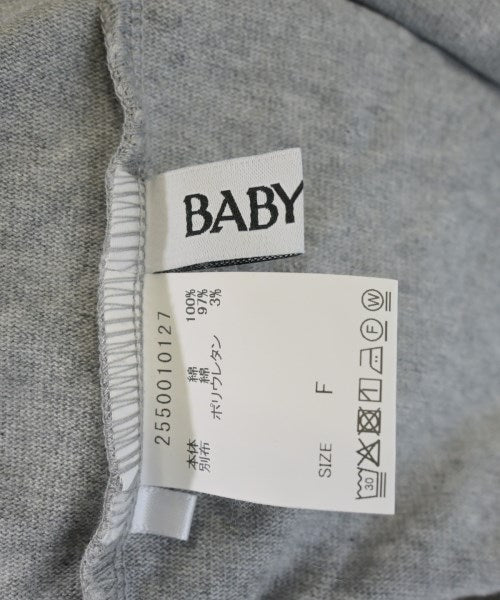 BABY
2550010127
本体 綿 100%
別布 綿 97%
ポリウレタン 3%
SIZE F
30
F
W